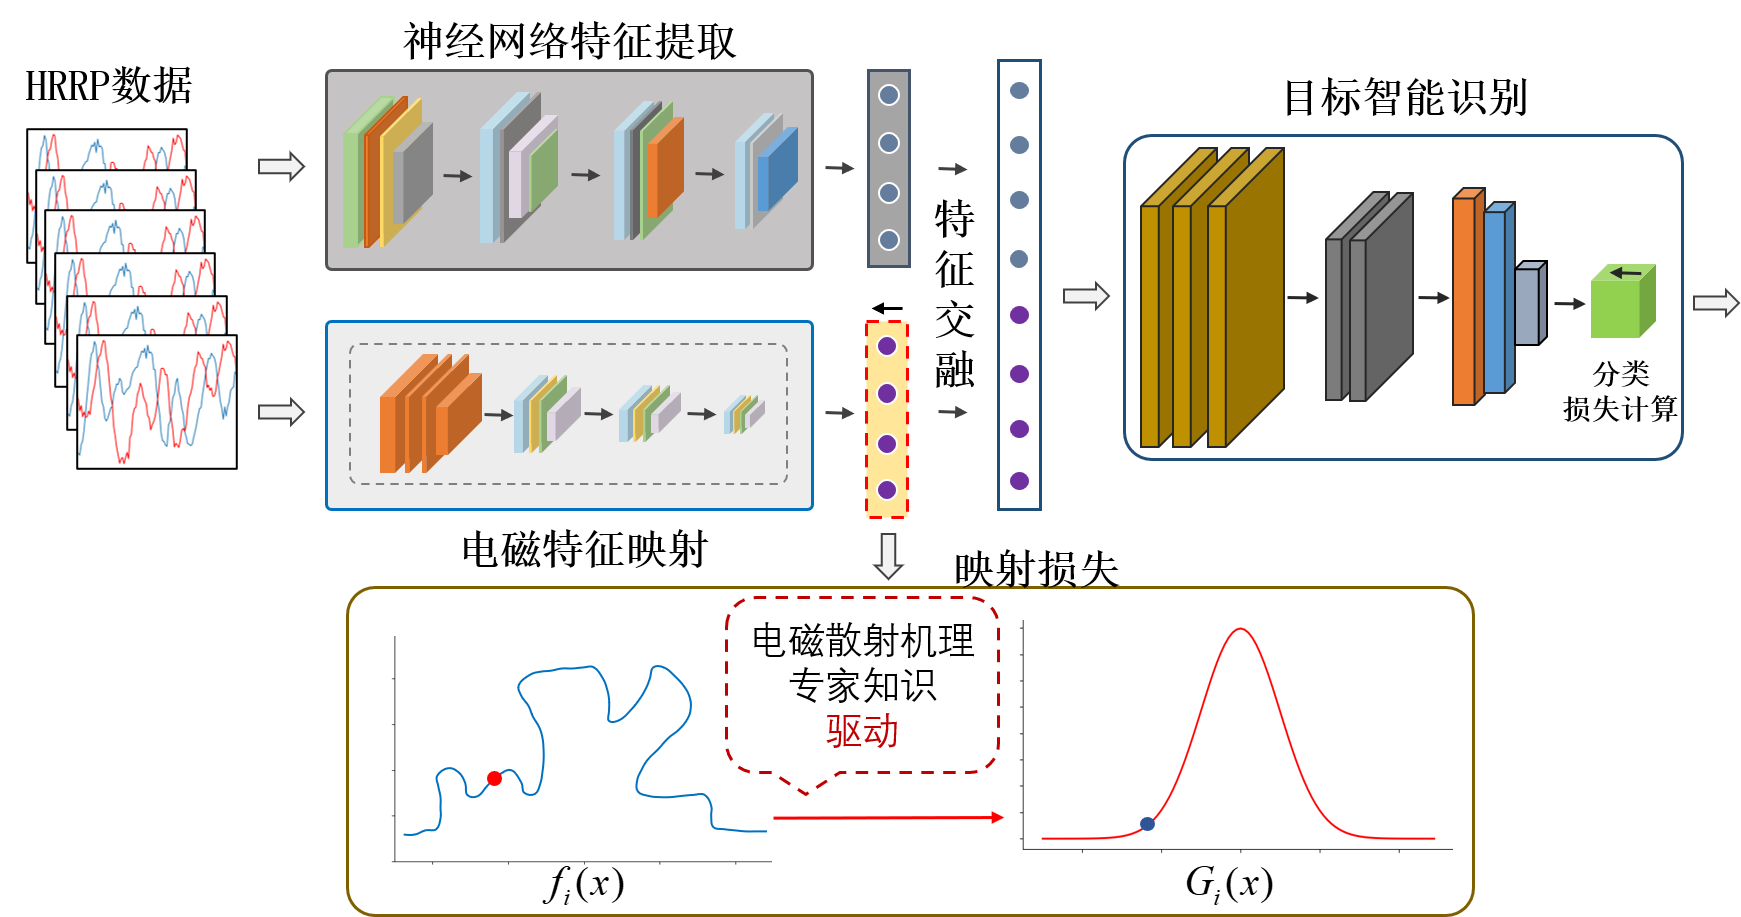 神经网络特征提取
HRRP数据
目标智能识别
特征交融
分类
损失计算
电磁特征映射
映射损失
电磁散射机理
专家知识
驱动
f_i(x)
G_i(x)